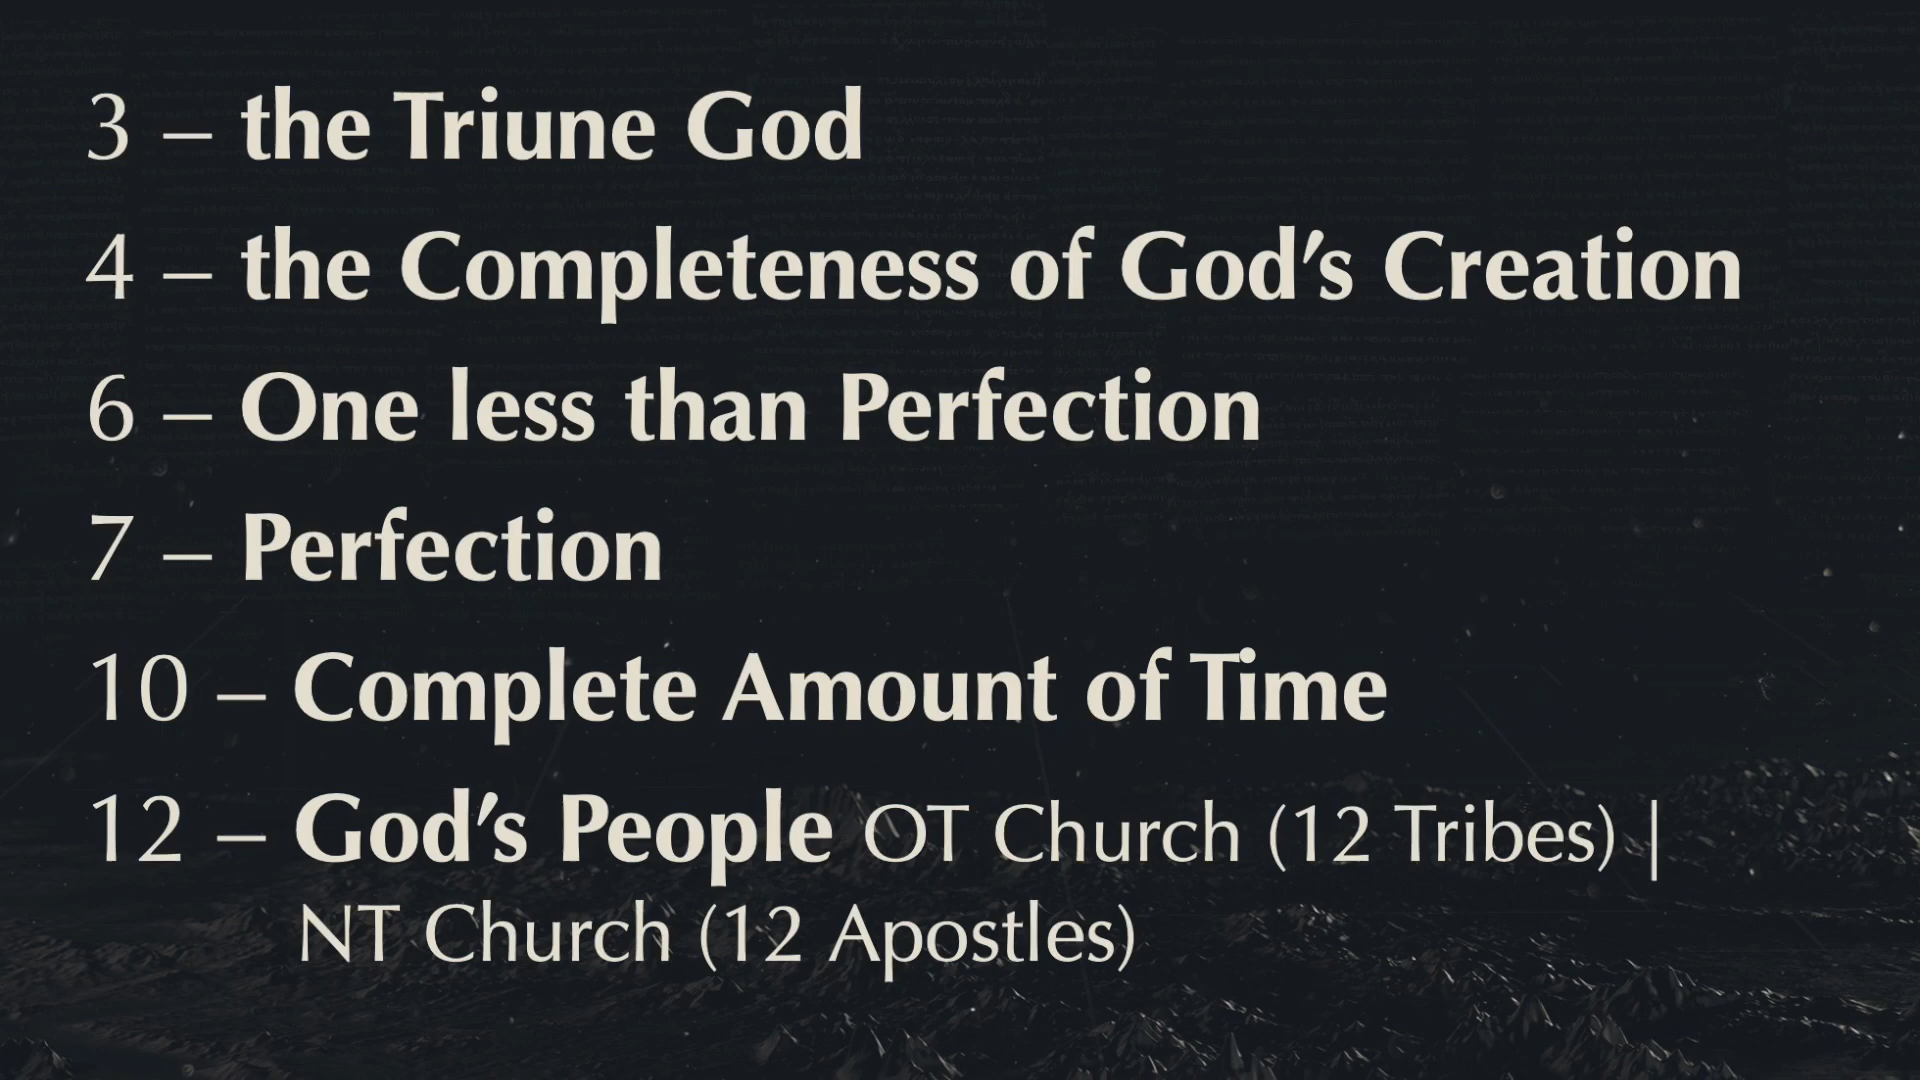 3 – the Triune God
4 – the Completeness of God’s Creation
6 – One less than Perfection
7 – Perfection
10 – Complete Amount of Time
12 – God’s People OT Church (12 Tribes) |
NT Church (12 Apostles)